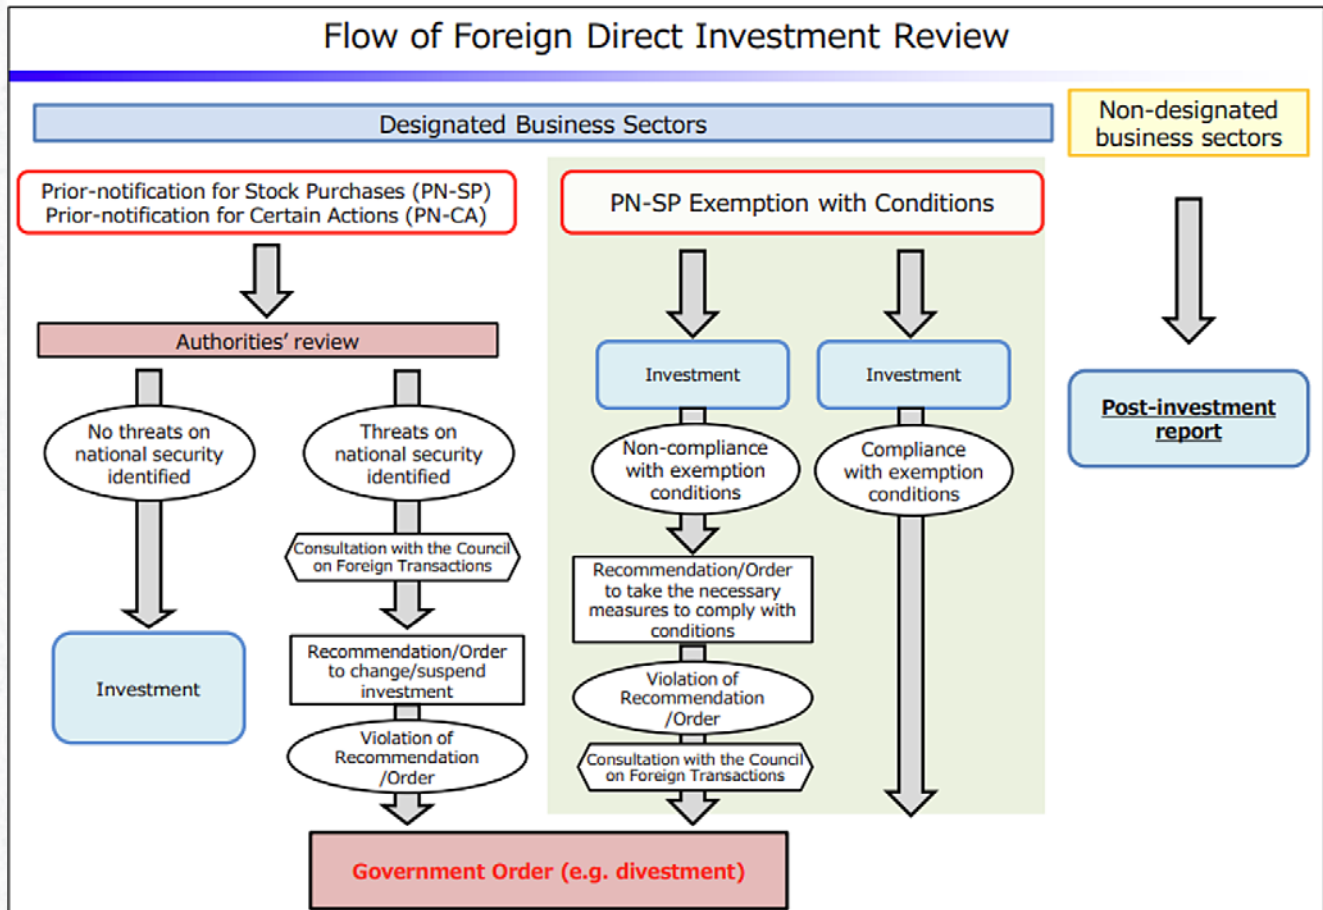 Flow of Foreign Direct Investment Review
Designated Business Sectors
Non-designated
business sectors
Prior-notification for Stock Purchases (PN-SP)
Prior-notification for Certain Actions (PN-CA)
PN-SP Exemption with Conditions
Authorities' review
No threats on
national security
identified
Threats on
national security
identified
Consultation with the Council
on Foreign Transactions
Investment
Recommendation/Order
to change/suspend
investment
Violation of
Recommendation
/Order
Investment
Non-compliance
with exemption
conditions
Recommendation/Order
to take the necessary
measures to comply with
conditions
Violation of
Recommendation
/Order
Consultation with the Council
on Foreign Transactions
Investment
Compliance
with exemption
conditions
Post-investment
report
Government Order (e.g. divestment)